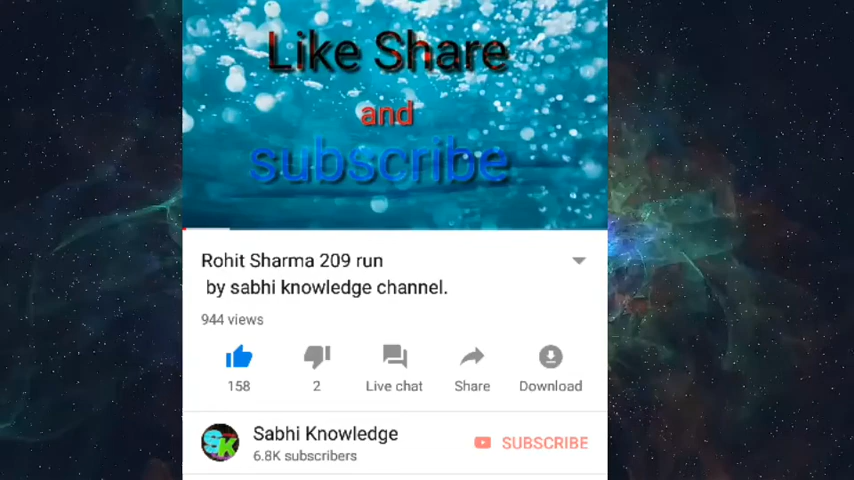 Like Share
and
subscribe
Rohit Sharma 209 run
by sabhi knowledge channel.
944 views
158
2
Live chat
Share
Download
SK
Sabhi Knowledge
6.8K subscribers
SUBSCRIBE